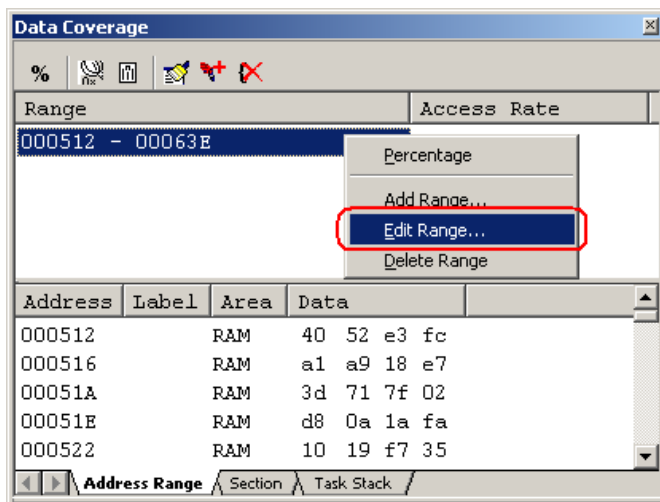 Data Coverage
%
Range Access Rate
000512 - 00063E
Percentage
Add Range...
Edit Range...
Delete Range
Address Label Area Data
000512 RAM 40 52 e3 fc
000516 RAM a1 a9 18 e7
00051A RAM 3d 71 7f 02
00051E RAM d8 0a 1a fa
000522 RAM 10 19 f7 35
Address Range Section Task Stack